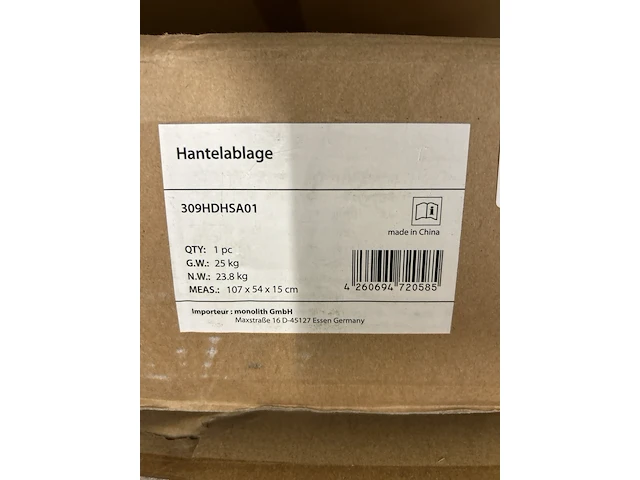 Hantelablage
309HDHSA01
made in China
QTY: 1 pc
G.W.: 25 kg
N.W.: 23.8 kg
MEAS.: 107 x 54 x 15 cm
4 260694 720585
Importeur : monolith GmbH
Maxstraße 16 D-45127 Essen Germany